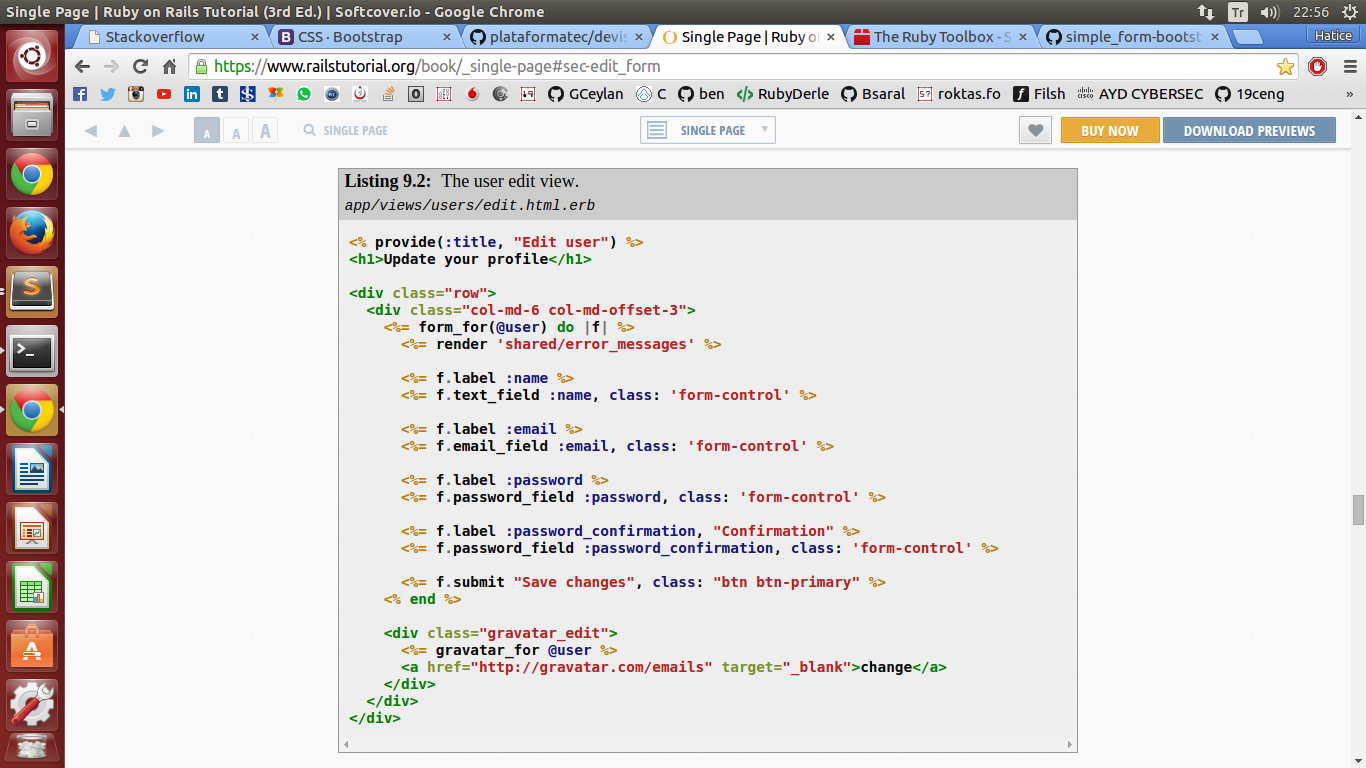 Single Page | Ruby on Rails Tutorial (3rd Ed.) | Softcover.io - Google Chrome
Tr
22:56
Stackoverflow
CSS · Bootstrap
plataformatec/devis
Single Page | Ruby o
The Ruby Toolbox - S
simple_form-bootst
Hatice
https://www.railstutorial.org/book/_single-page#sec-edit_form
GCeylan
C
ben
RubyDerle
Bsaral
roktas.fo
Filsh
AYD CYBERSEC
19ceng
»
A
A
A
SINGLE PAGE
SINGLE PAGE
BUY NOW
DOWNLOAD PREVIEWS
Listing 9.2: The user edit view.
app/views/users/edit.html.erb
<% provide(:title, "Edit user") %>
<h1>Update your profile</h1>
<div class="row">
<div class="col-md-6 col-md-offset-3">
<%= form_for(@user) do |f| %>
<%= render 'shared/error_messages' %>
<%= f.label :name %>
<%= f.text_field :name, class: 'form-control' %>
<%= f.label :email %>
<%= f.email_field :email, class: 'form-control' %>
<%= f.label :password %>
<%= f.password_field :password, class: 'form-control' %>
<%= f.label :password_confirmation, "Confirmation" %>
<%= f.password_field :password_confirmation, class: 'form-control' %>
<%= f.submit "Save changes", class: "btn btn-primary" %>
<% end %>
<div class="gravatar_edit">
<%= gravatar_for @user %>
<a href="http://gravatar.com/emails" target="_blank">change</a>
</div>
</div>
</div>